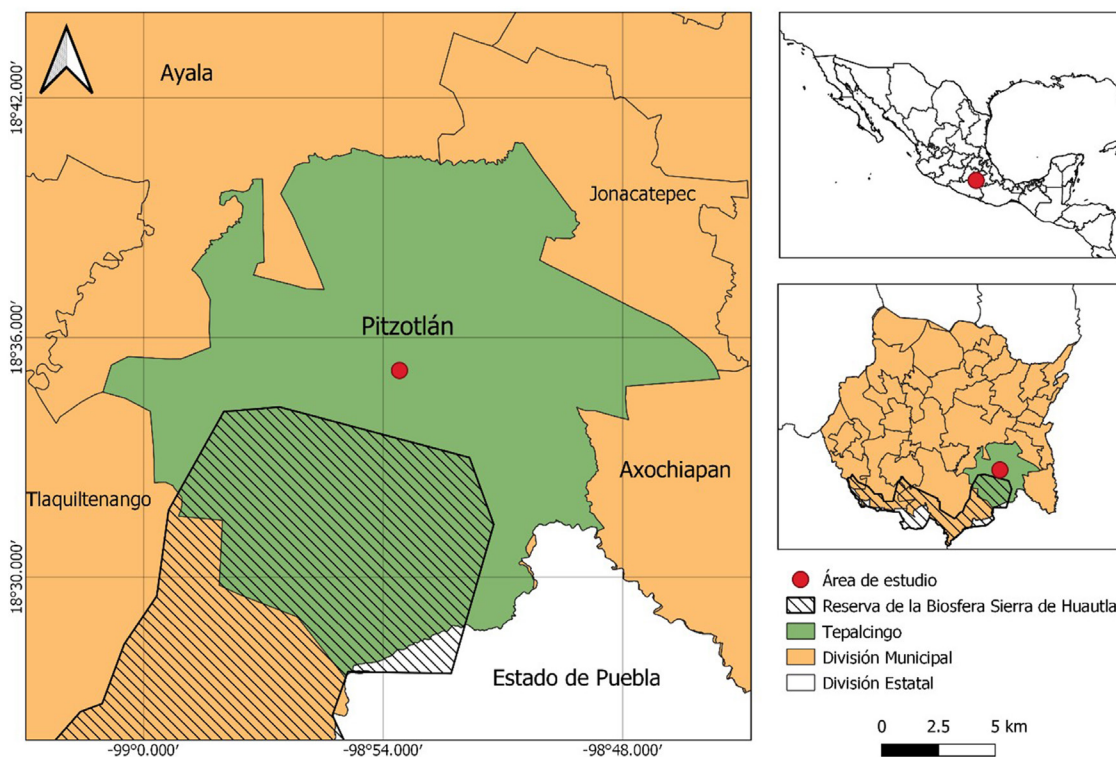 Ayala
18°42.000'
Jonacatepec
Pitzotlán
18°36.000'
Tlaquiltenango
Axochiapan
18°30.000'
Estado de Puebla
-99°0.000'
-98°54.000'
-98°48.000'
Área de estudio
Reserva de la Biosfera Sierra de Huautla
Tepalcingo
División Municipal
División Estatal
0 2.5 5 km